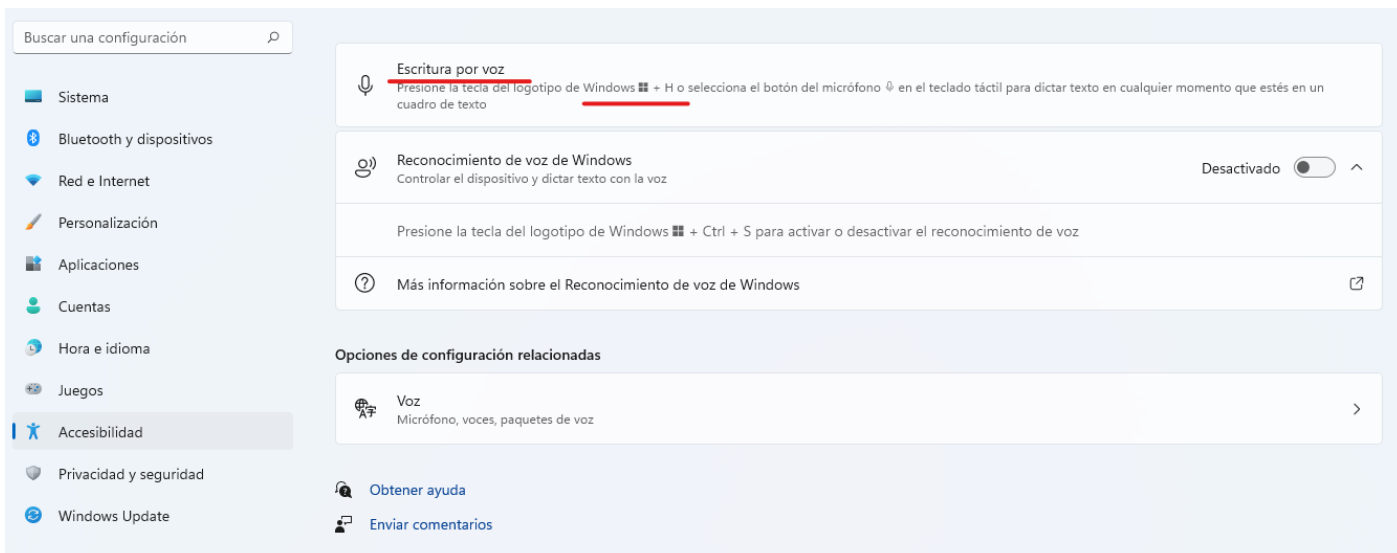 Buscar una configuración
Sistema
Bluetooth y dispositivos
Red e Internet
Personalización
Aplicaciones
Cuentas
Hora e idioma
Juegos
Accesibilidad
Privacidad y seguridad
Windows Update
Escritura por voz
Presione la tecla del logotipo de Windows + H o selecciona el botón del micrófono en el teclado táctil para dictar texto en cualquier momento que estés en un
cuadro de texto
Reconocimiento de voz de Windows
Controlar el dispositivo y dictar texto con la voz
Desactivado
Presione la tecla del logotipo de Windows + Ctrl + S para activar o desactivar el reconocimiento de voz
Más información sobre el Reconocimiento de voz de Windows
Opciones de configuración relacionadas
Voz
Micrófono, voces, paquetes de voz
Obtener ayuda
Enviar comentarios